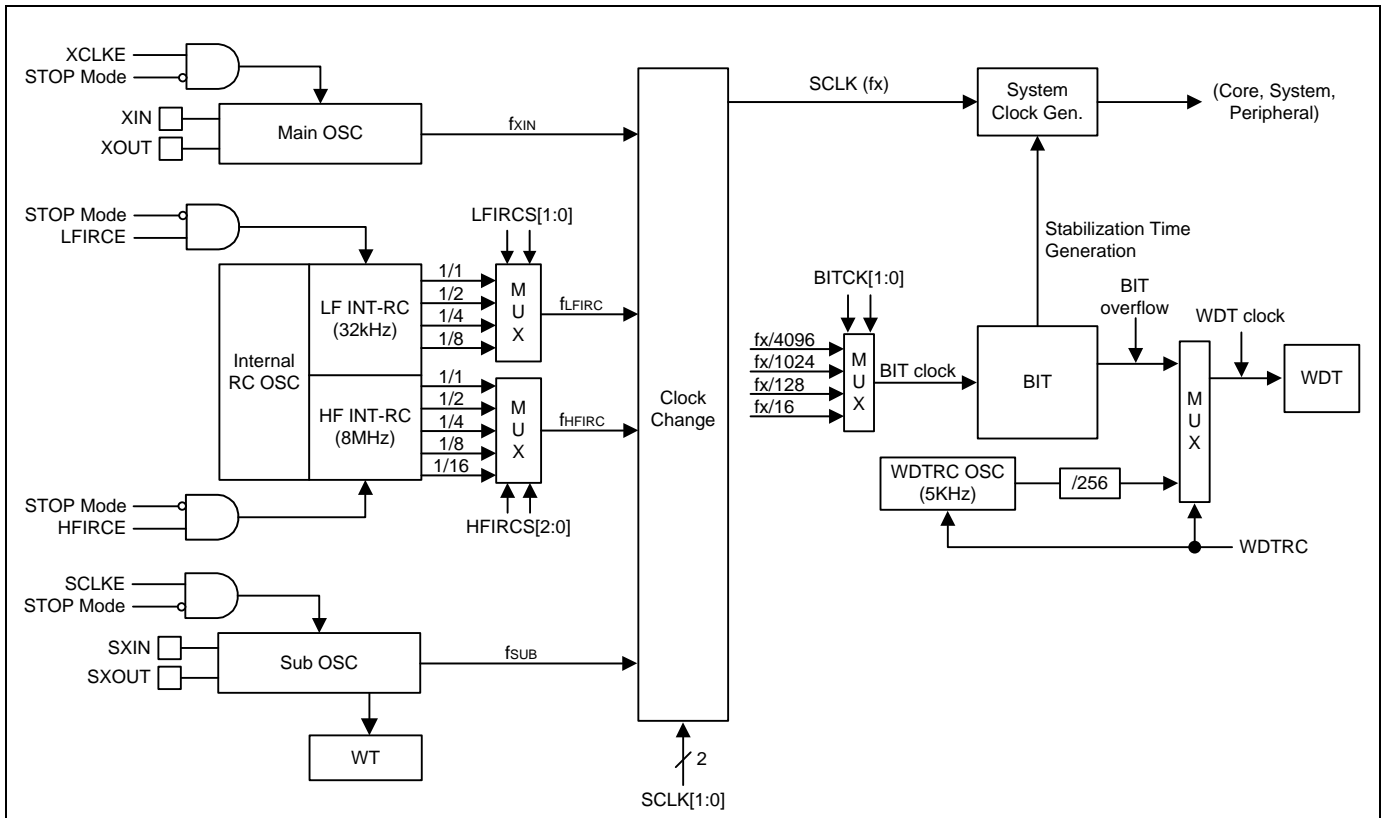 XCLKE
STOP Mode
XIN
XOUT
Main OSC
fXIN
STOP Mode
LFIRCE
Internal
RC OSC
LF INT-RC
(32kHz)
1/1
1/2
1/4
1/8
LFIRCS[1:0]
M
U
X
fLFIRC
HF INT-RC
(8MHz)
1/1
1/2
1/4
1/8
1/16
M
U
X
HFIRCS[2:0]
fHFIRC
STOP Mode
HFIRCE
SCLKE
STOP Mode
SXIN
SXOUT
Sub OSC
fSUB
WT
Clock
Change
2
SCLK[1:0]
SCLK (fx)
System
Clock Gen.
(Core, System,
Peripheral)
Stabilization Time
Generation
BITCK[1:0]
fx/4096
fx/1024
fx/128
fx/16
M
U
X
BIT clock
BIT
BIT
overflow
WDT clock
M
U
X
WDT
WDTRC OSC
(5KHz)
/256
WDTRC